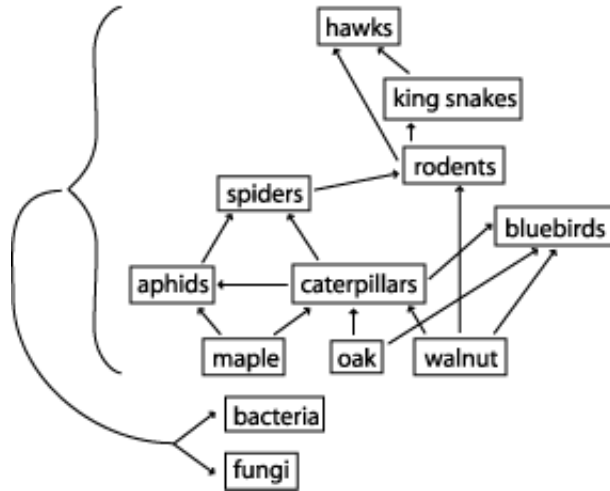 hawks
king snakes
rodents
spiders
bluebirds
aphids
caterpillars
maple
oak
walnut
bacteria
fungi